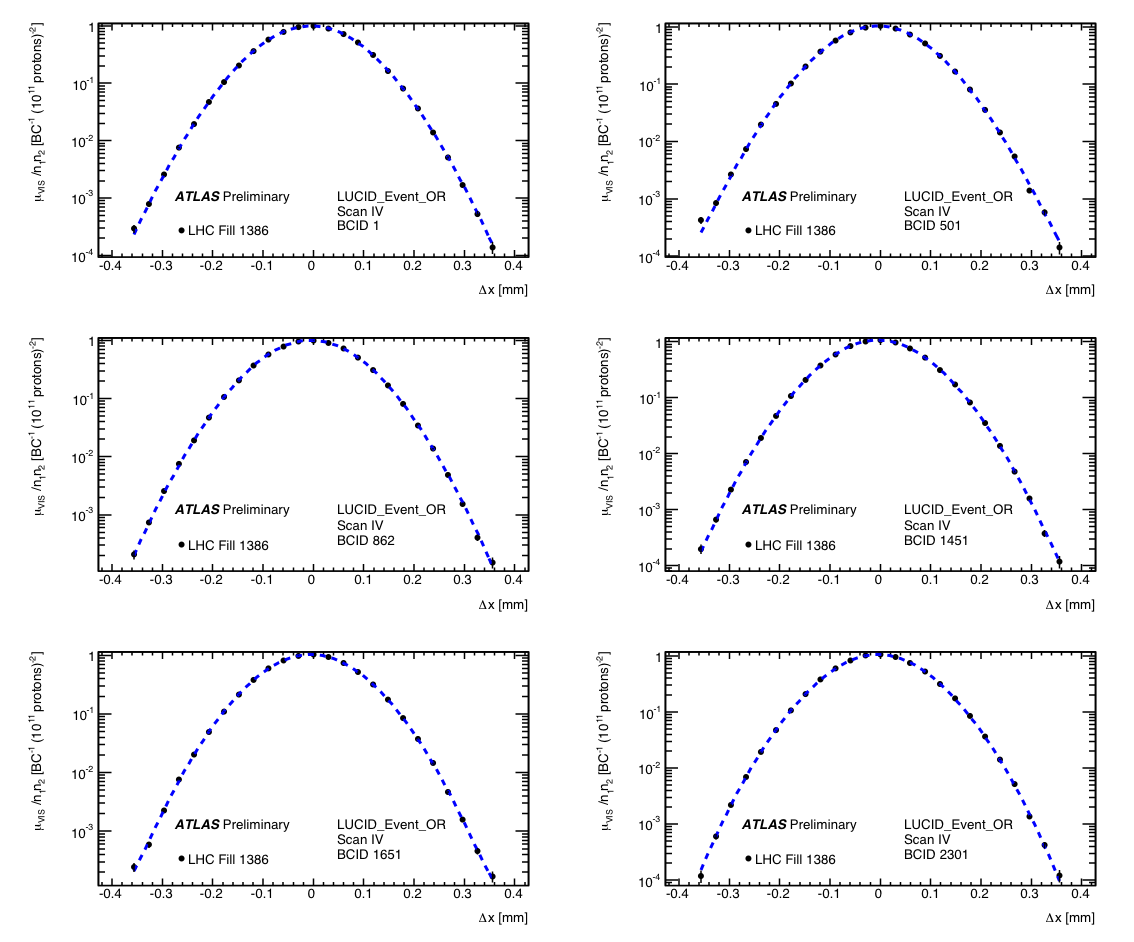 μVIS /n1n2 [BC-1 (1011 protons)-2]
1
10-1
10-2
10-3
10-4
ATLAS Preliminary
LHC Fill 1386
LUCID_Event_OR
Scan IV
BCID 1
-0.4 -0.3 -0.2 -0.1 0 0.1 0.2 0.3 0.4
Δx [mm]
μVIS /n1n2 [BC-1 (1011 protons)-2]
1
10-1
10-2
10-3
10-4
ATLAS Preliminary
LHC Fill 1386
LUCID_Event_OR
Scan IV
BCID 501
-0.4 -0.3 -0.2 -0.1 0 0.1 0.2 0.3 0.4
Δx [mm]
μVIS /n1n2 [BC-1 (1011 protons)-2]
1
10-1
10-2
10-3
ATLAS Preliminary
LHC Fill 1386
LUCID_Event_OR
Scan IV
BCID 862
-0.4 -0.3 -0.2 -0.1 0 0.1 0.2 0.3 0.4
Δx [mm]
μVIS /n1n2 [BC-1 (1011 protons)-2]
1
10-1
10-2
10-3
10-4
ATLAS Preliminary
LHC Fill 1386
LUCID_Event_OR
Scan IV
BCID 1451
-0.4 -0.3 -0.2 -0.1 0 0.1 0.2 0.3 0.4
Δx [mm]
μVIS /n1n2 [BC-1 (1011 protons)-2]
1
10-1
10-2
10-3
ATLAS Preliminary
LHC Fill 1386
LUCID_Event_OR
Scan IV
BCID 1651
-0.4 -0.3 -0.2 -0.1 0 0.1 0.2 0.3 0.4
Δx [mm]
μVIS /n1n2 [BC-1 (1011 protons)-2]
1
10-1
10-2
10-3
10-4
ATLAS Preliminary
LHC Fill 1386
LUCID_Event_OR
Scan IV
BCID 2301
-0.4 -0.3 -0.2 -0.1 0 0.1 0.2 0.3 0.4
Δx [mm]